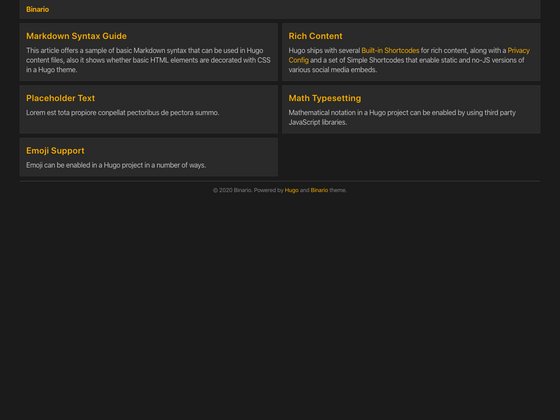 Binario
Markdown Syntax Guide
This article offers a sample of basic Markdown syntax that can be used in Hugo
content files, also it shows whether basic HTML elements are decorated with CSS
in a Hugo theme.
Rich Content
Hugo ships with several Built-in Shortcodes for rich content, along with a Privacy
Config and a set of Simple Shortcodes that enable static and no-JS versions of
various social media embeds.
Placeholder Text
Lorem est tota propiore conpellat pectoribus de pectora summo.
Math Typesetting
Mathematical notation in a Hugo project can be enabled by using third party
JavaScript libraries.
Emoji Support
Emoji can be enabled in a Hugo project in a number of ways.
© 2020 Binario. Powered by Hugo and Binario theme.